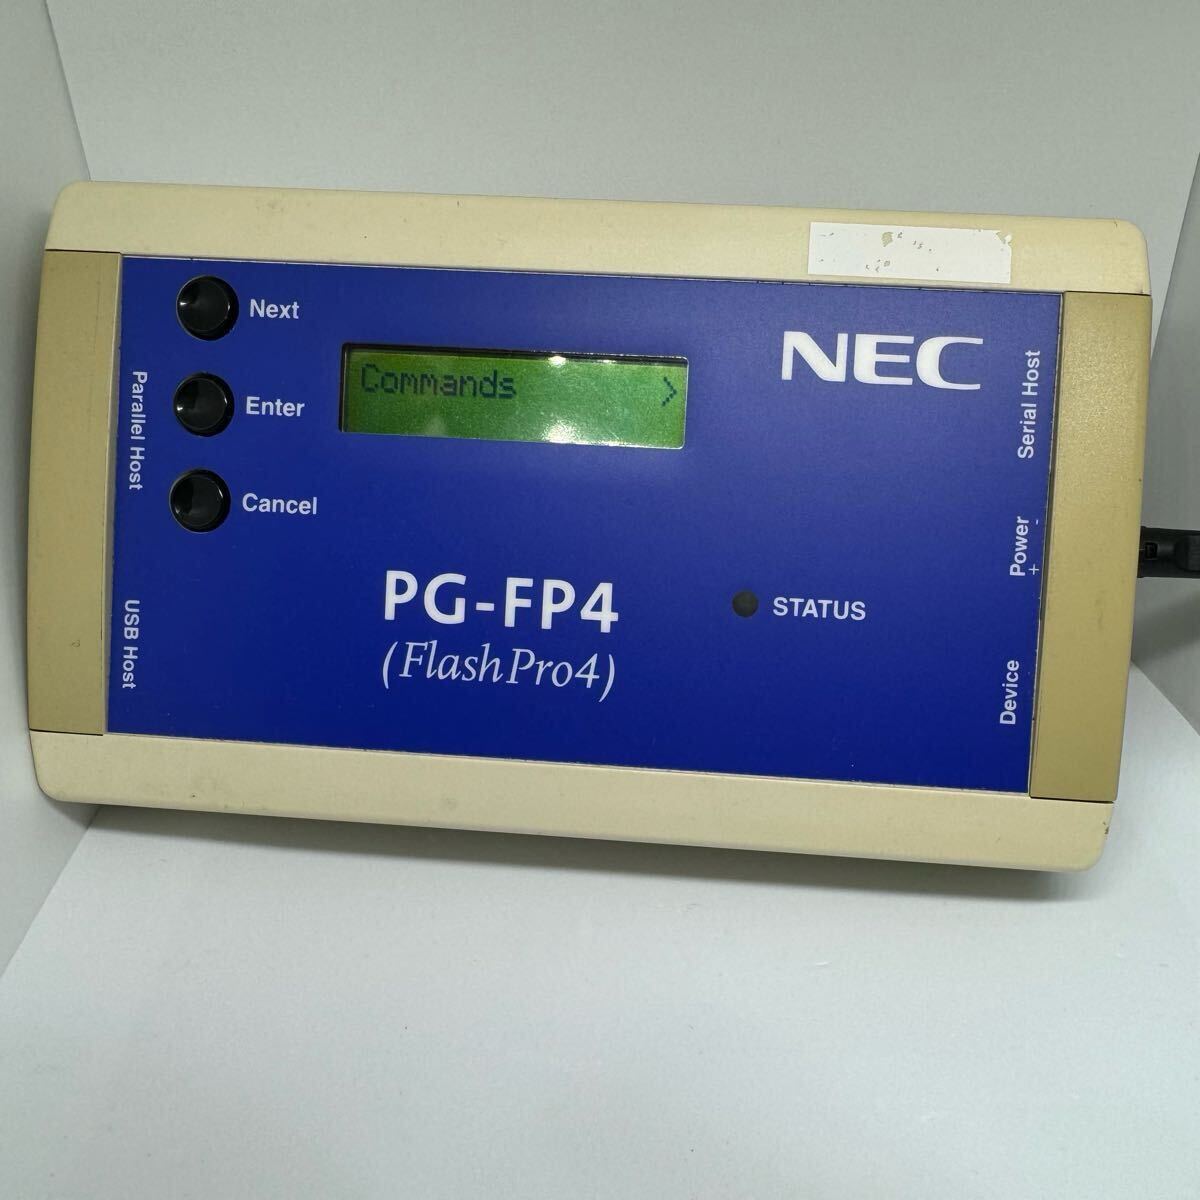 Next
Enter
Cancel
Parallel Host
USB Host
Commands >
NEC
PG-FP4
(FlashPro4)
STATUS
Serial Host
Power
+ -
Device